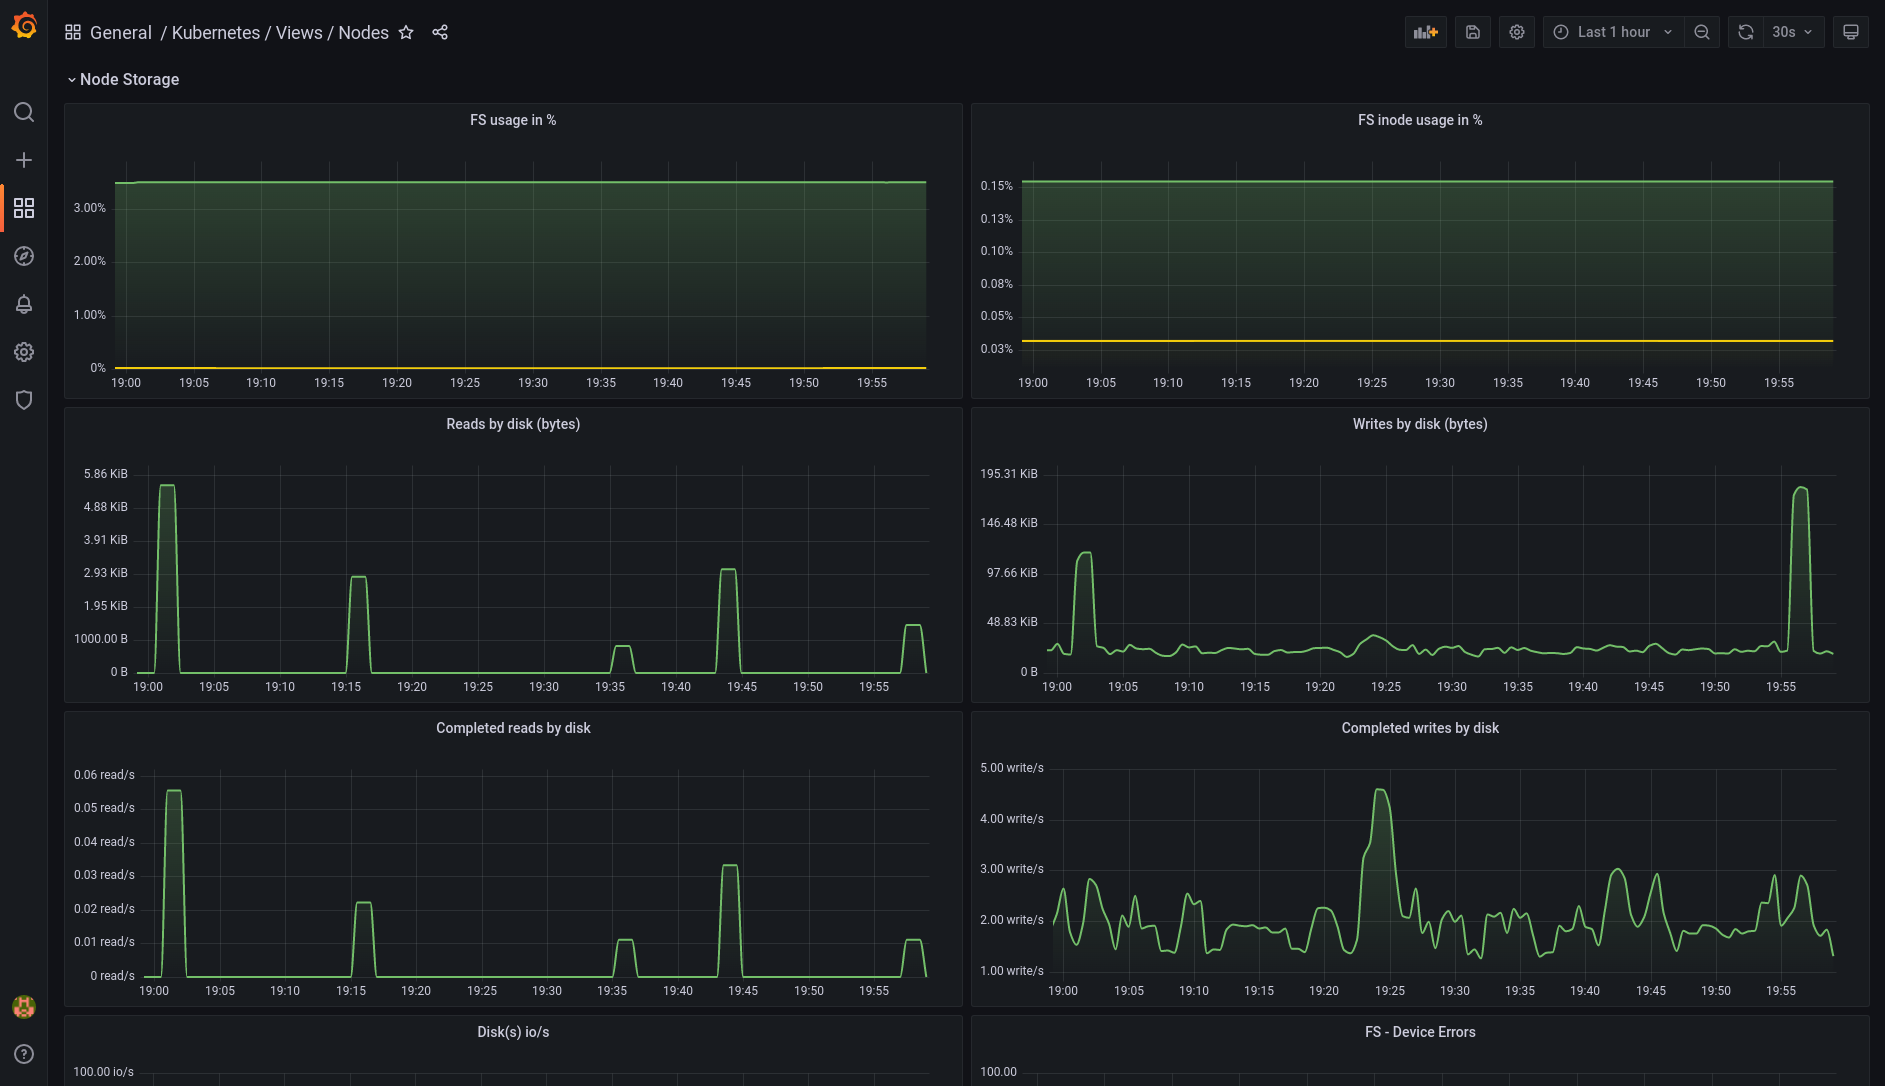 General / Kubernetes / Views / Nodes
Last 1 hour
30s
Node Storage
FS usage in %
3.00%
2.00%
1.00%
0%
19:00 19:05 19:10 19:15 19:20 19:25 19:30 19:35 19:40 19:45 19:50 19:55
FS inode usage in %
0.15%
0.13%
0.10%
0.08%
0.05%
0.03%
19:00 19:05 19:10 19:15 19:20 19:25 19:30 19:35 19:40 19:45 19:50 19:55
Reads by disk (bytes)
5.86 KiB
4.88 KiB
3.91 KiB
2.93 KiB
1.95 KiB
1000.00 B
0 B
19:00 19:05 19:10 19:15 19:20 19:25 19:30 19:35 19:40 19:45 19:50 19:55
Writes by disk (bytes)
195.31 KiB
146.48 KiB
97.66 KiB
48.83 KiB
0 B
19:00 19:05 19:10 19:15 19:20 19:25 19:30 19:35 19:40 19:45 19:50 19:55
Completed reads by disk
0.06 read/s
0.05 read/s
0.04 read/s
0.03 read/s
0.02 read/s
0.01 read/s
0 read/s
19:00 19:05 19:10 19:15 19:20 19:25 19:30 19:35 19:40 19:45 19:50 19:55
Completed writes by disk
5.00 write/s
4.00 write/s
3.00 write/s
2.00 write/s
1.00 write/s
19:00 19:05 19:10 19:15 19:20 19:25 19:30 19:35 19:40 19:45 19:50 19:55
Disk(s) io/s
100.00 io/s
FS - Device Errors
100.00